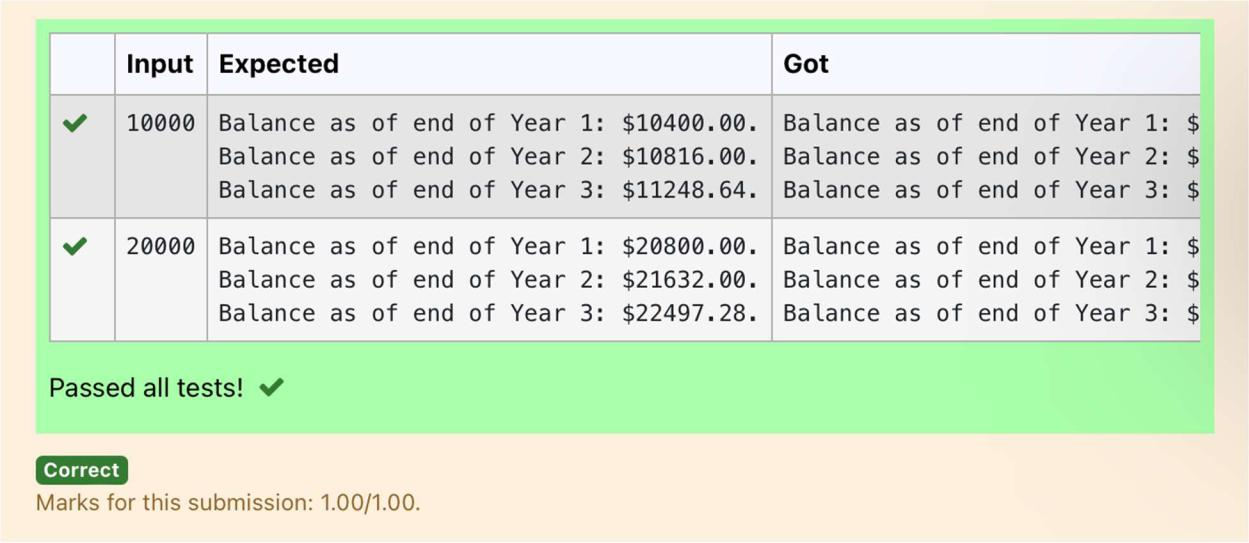 Input Expected Got
10000 Balance as of end of Year 1: $10400.00. Balance as of end of Year 1: $
Balance as of end of Year 2: $10816.00. Balance as of end of Year 2: $
Balance as of end of Year 3: $11248.64. Balance as of end of Year 3: $
20000 Balance as of end of Year 1: $20800.00. Balance as of end of Year 1: $
Balance as of end of Year 2: $21632.00. Balance as of end of Year 2: $
Balance as of end of Year 3: $22497.28. Balance as of end of Year 3: $
Passed all tests!
Correct
Marks for this submission: 1.00/1.00.